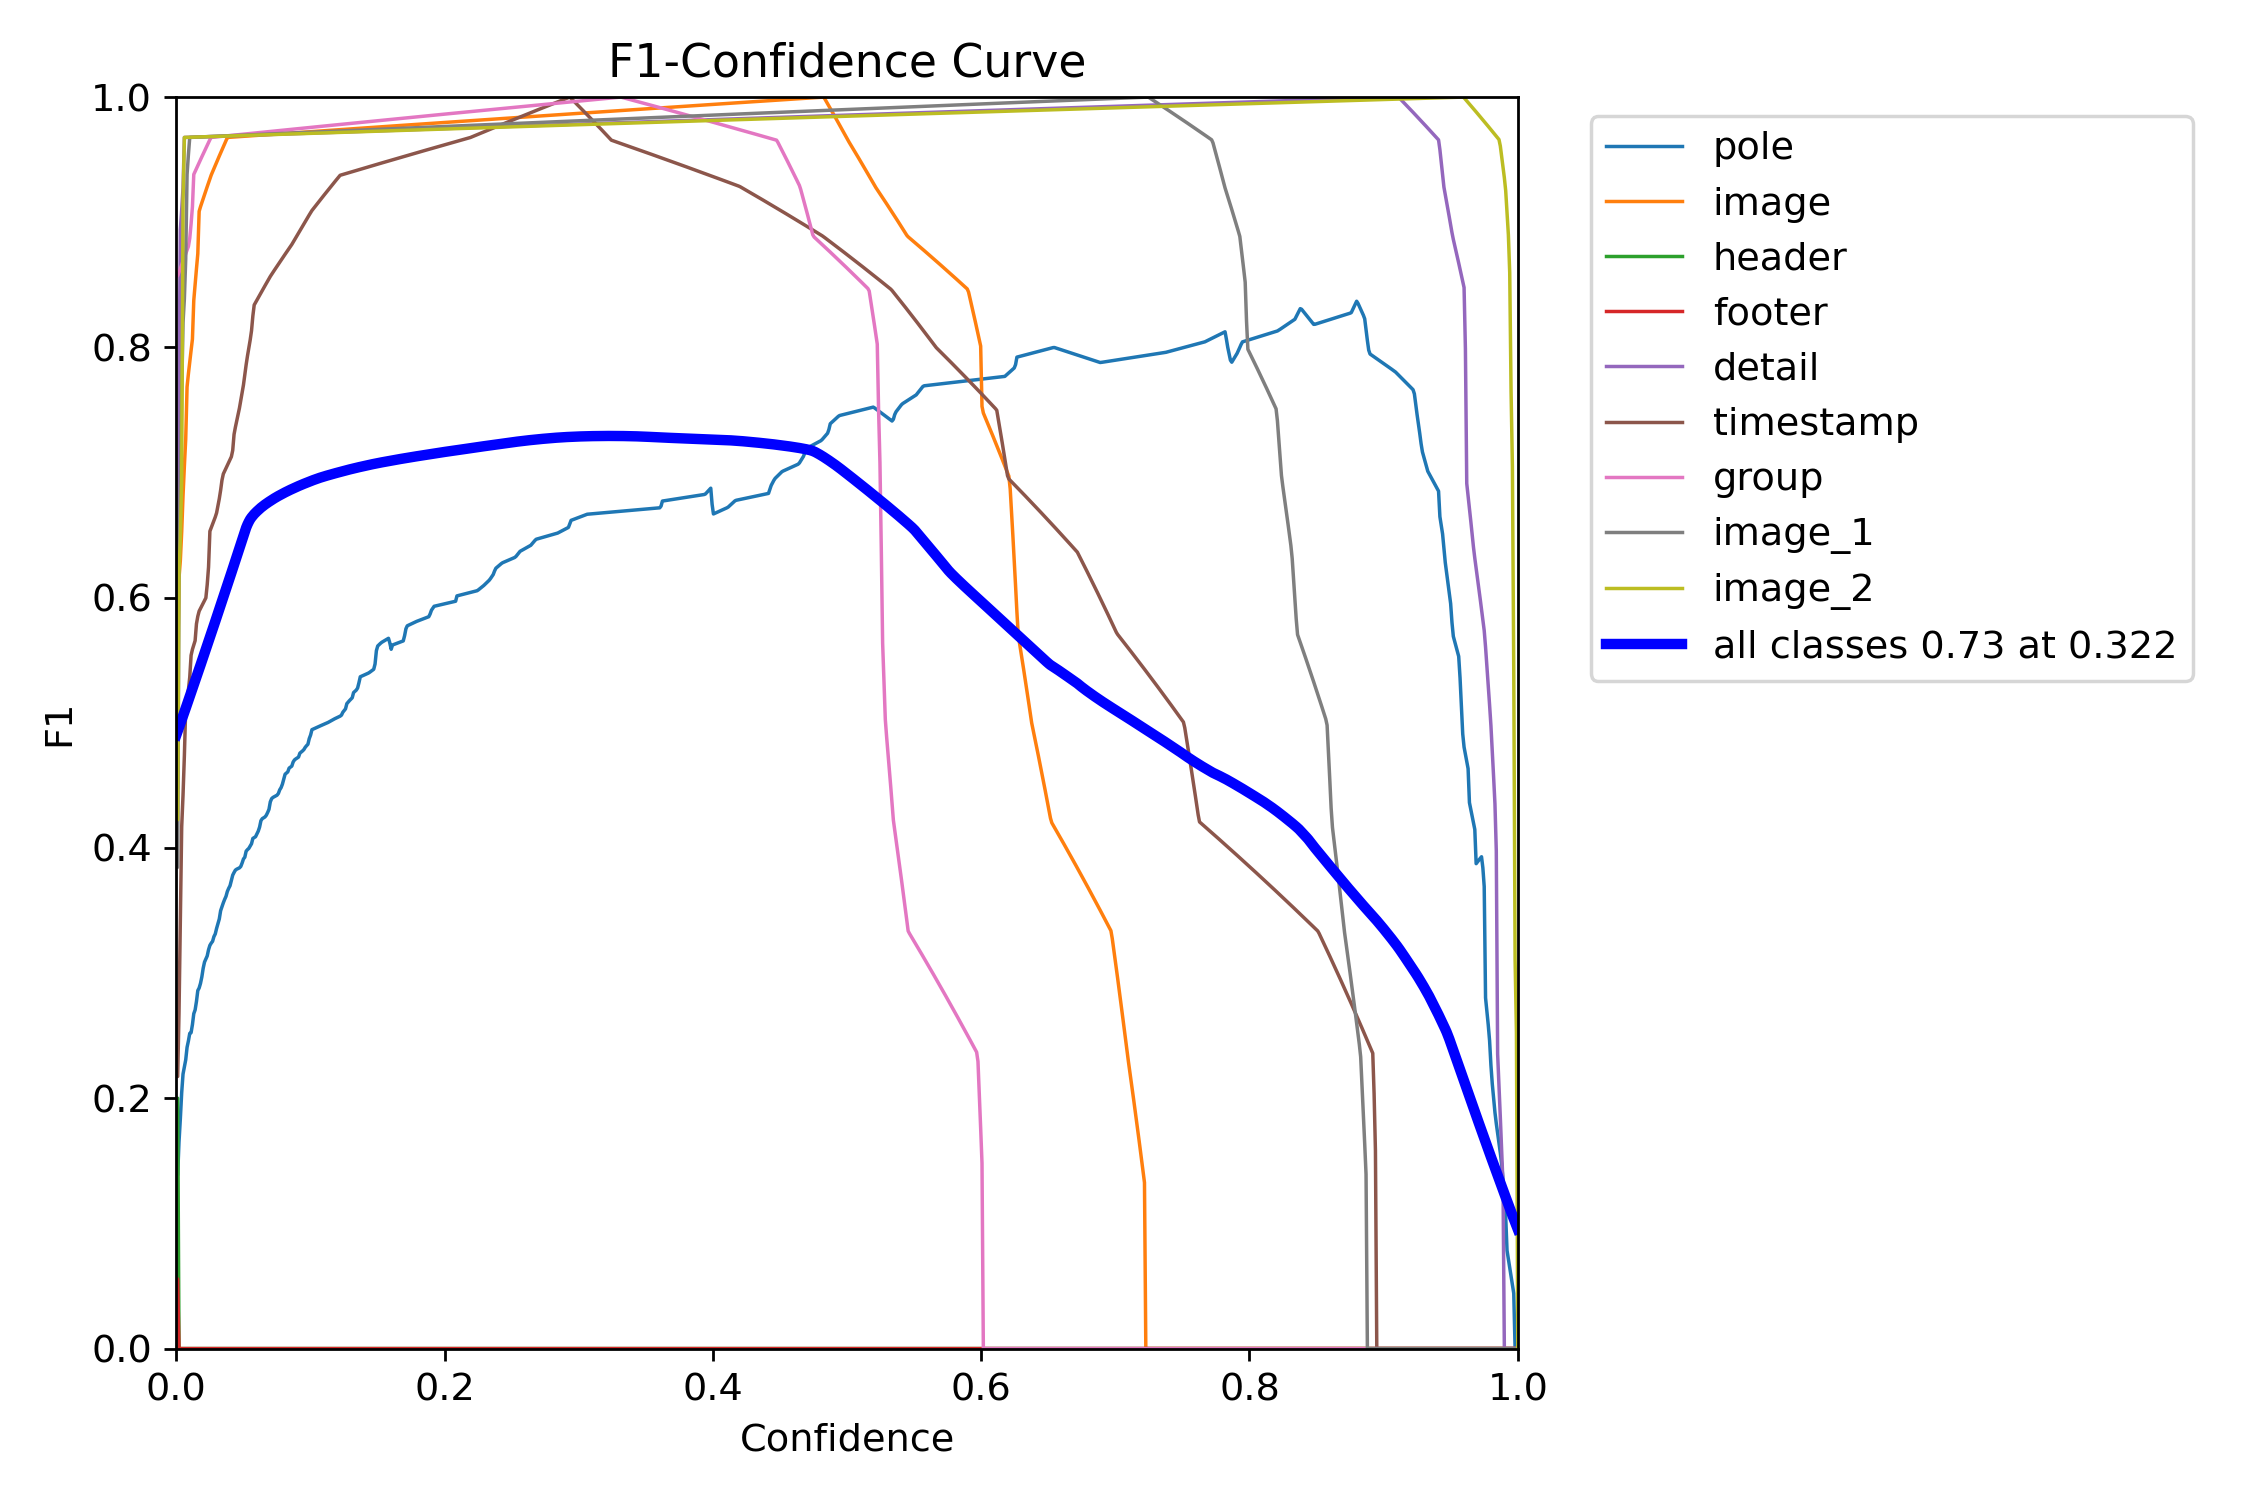 F1-Confidence Curve
1.0
0.8
0.6
0.4
0.2
0.0
F1
0.0 0.2 0.4 0.6 0.8 1.0
Confidence
pole
image
header
footer
detail
timestamp
group
image_1
image_2
all classes 0.73 at 0.322